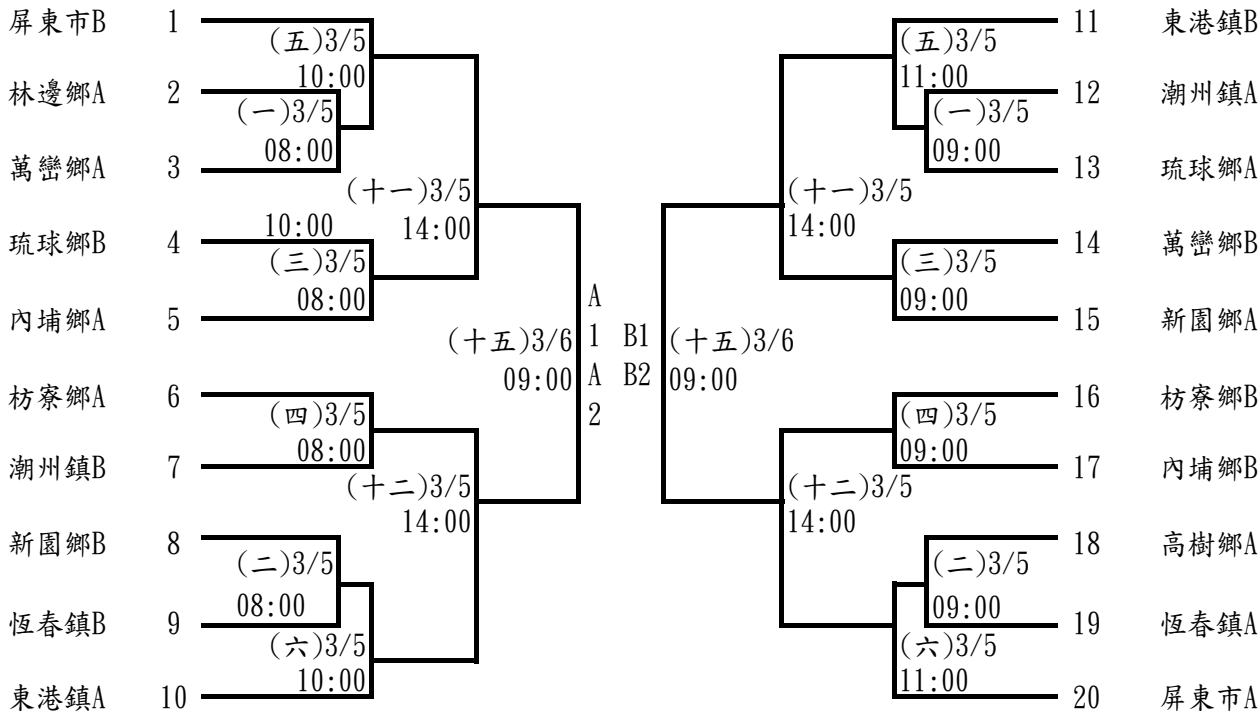 屏東市B 1
(五)3/5
10:00
林邊鄉A 2
(一)3/5
08:00
萬巒鄉A 3
(十一)3/5
14:00
琉球鄉B 4
10:00
(三)3/5
08:00
內埔鄉A 5
(十五)3/6
09:00
枋寮鄉A 6
(四)3/5
08:00
潮州鎮B 7
(十二)3/5
14:00
新園鄉B 8
(二)3/5
08:00
恆春鎮B 9
(六)3/5
10:00
東港鎮A 10
A
1
A
2
B1
B2
11 東港鎮B
(五)3/5
11:00
12 潮州鎮A
(一)3/5
09:00
13 琉球鄉A
(十一)3/5
14:00
14 萬巒鄉B
(三)3/5
09:00
15 新園鄉A
(十五)3/6
09:00
16 枋寮鄉B
(四)3/5
09:00
17 內埔鄉B
(十二)3/5
14:00
18 高樹鄉A
(二)3/5
09:00
19 恆春鎮A
(六)3/5
11:00
20 屏東市A